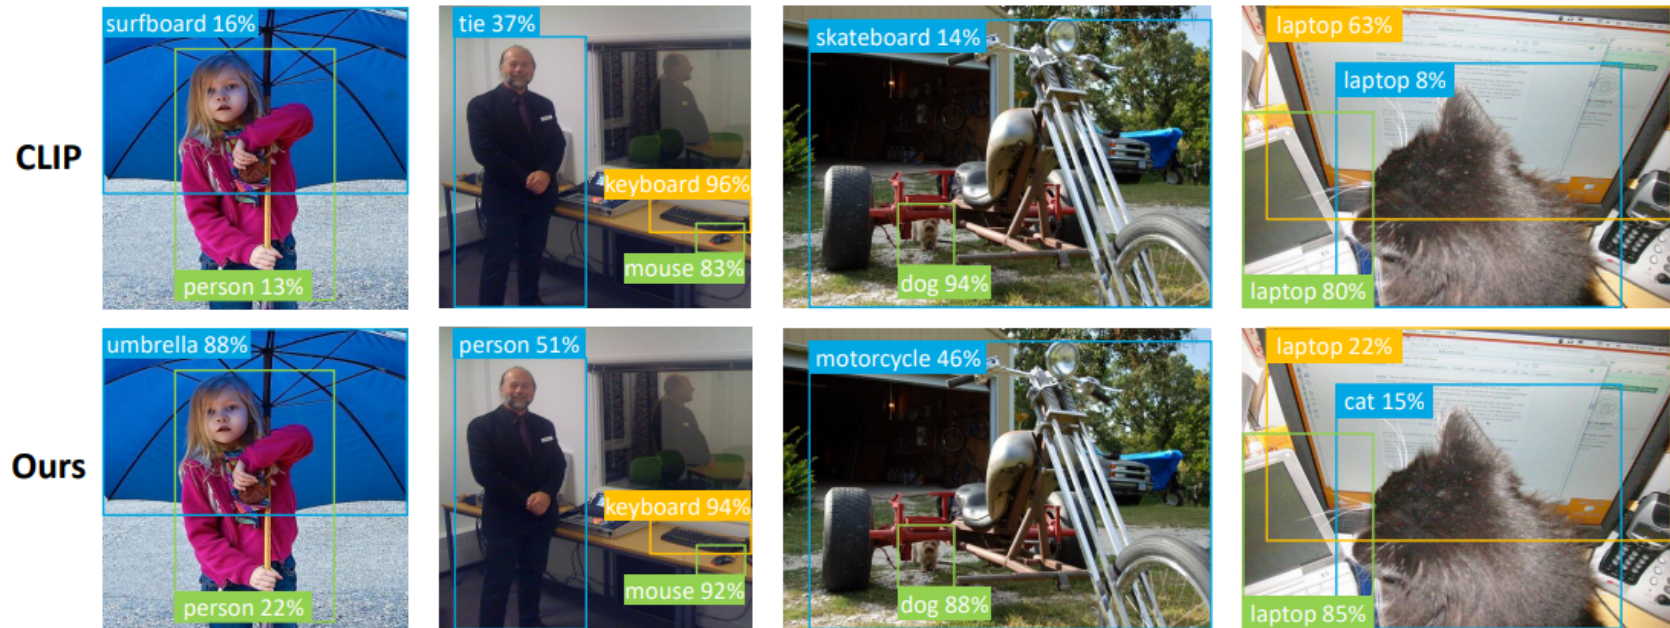 surfboard 16%
tie 37%
skateboard 14%
laptop 63%
laptop 8%
CLIP
keyboard 96%
mouse 83%
person 13%
dog 94%
laptop 80%
umbrella 88%
person 51%
motorcycle 46%
laptop 22%
cat 15%
Ours
keyboard 94%
mouse 92%
person 22%
dog 88%
laptop 85%